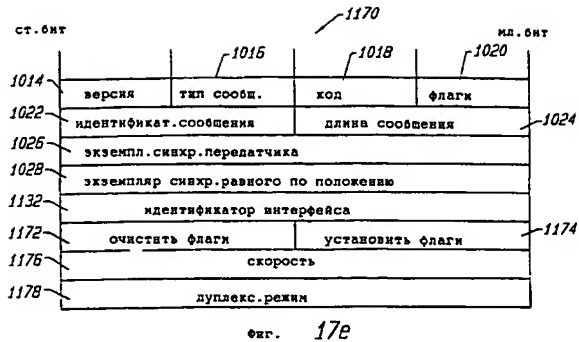 1170
ст.бит
мл.бит
1016 1018 1020
1014 версия тип сообщ. код флаги
1022 идентификат.сообщения длина сообщения 1024
1026 экземпл.синхр.передатчика
1028 экземпляр синхр.равного по положению
1132 идентификатор интерфейса
1172 очистить флаги установить флаги 1174
1176 скорость
1178 дуплекс.режим
Фиг. 17е